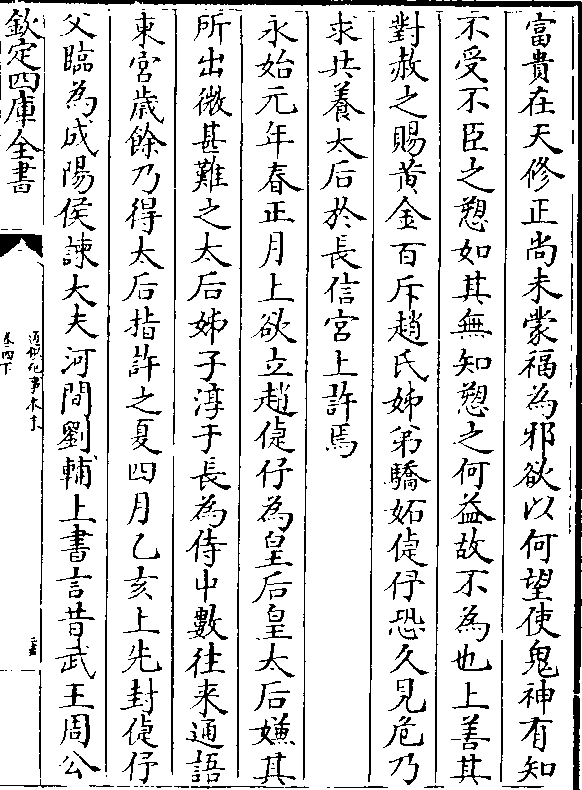 富貴在天修正尚未蒙福為邪欲以何望使鬼神有知
不受不臣之愬如其無知愬之何益故不為也上善其
對赦之賜黄金百斤趙氏姊弟驕妬倢伃恐久見危乃
求共養太后於長信宮上許焉
永始元年春正月上欲立趙倢伃為皇后皇太后嫌其
所出微甚難之太后姊子淳于長為侍中數往来通語
東宮歳餘乃得太后指許之夏四月乙亥上先封倢伃
父臨為成陽侯諫大夫河間劉輔上書言昔武王周公
欽定四庫全書
通鑑紀事本末
卷四下